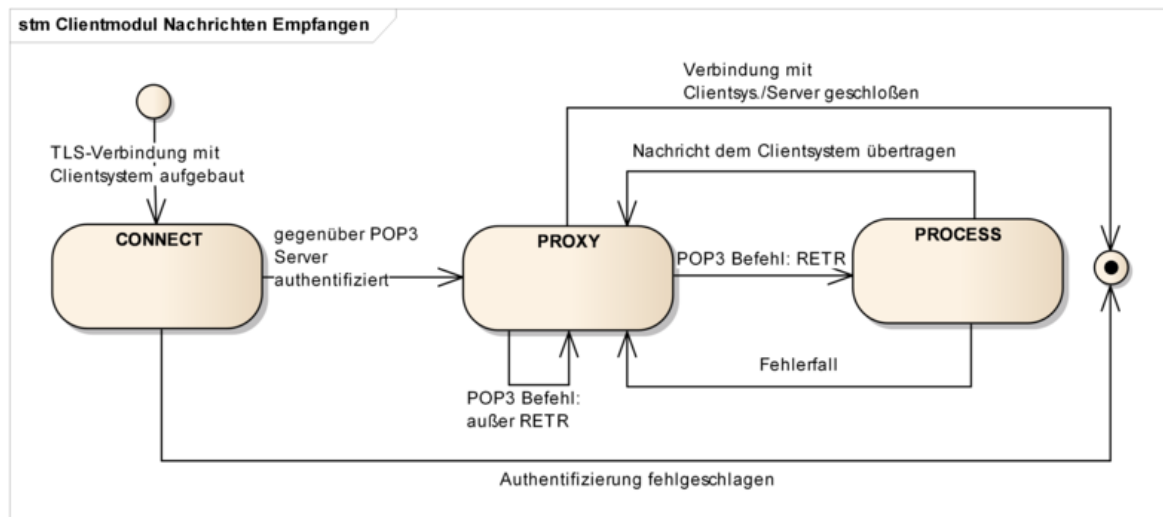 stm Clientmodul Nachrichten Empfangen
Verbindung mit
Clientsys./Server geschloßen
TLS-Verbindung mit
Clientsystem aufgebaut
Nachricht dem Clientsystem übertragen
CONNECT
gegenüber POP3
Server
authentifiziert
PROXY
POP3 Befehl: RETR
PROCESS
Fehlerfall
POP3 Befehl:
außer RETR
Authentifizierung fehlgeschlagen